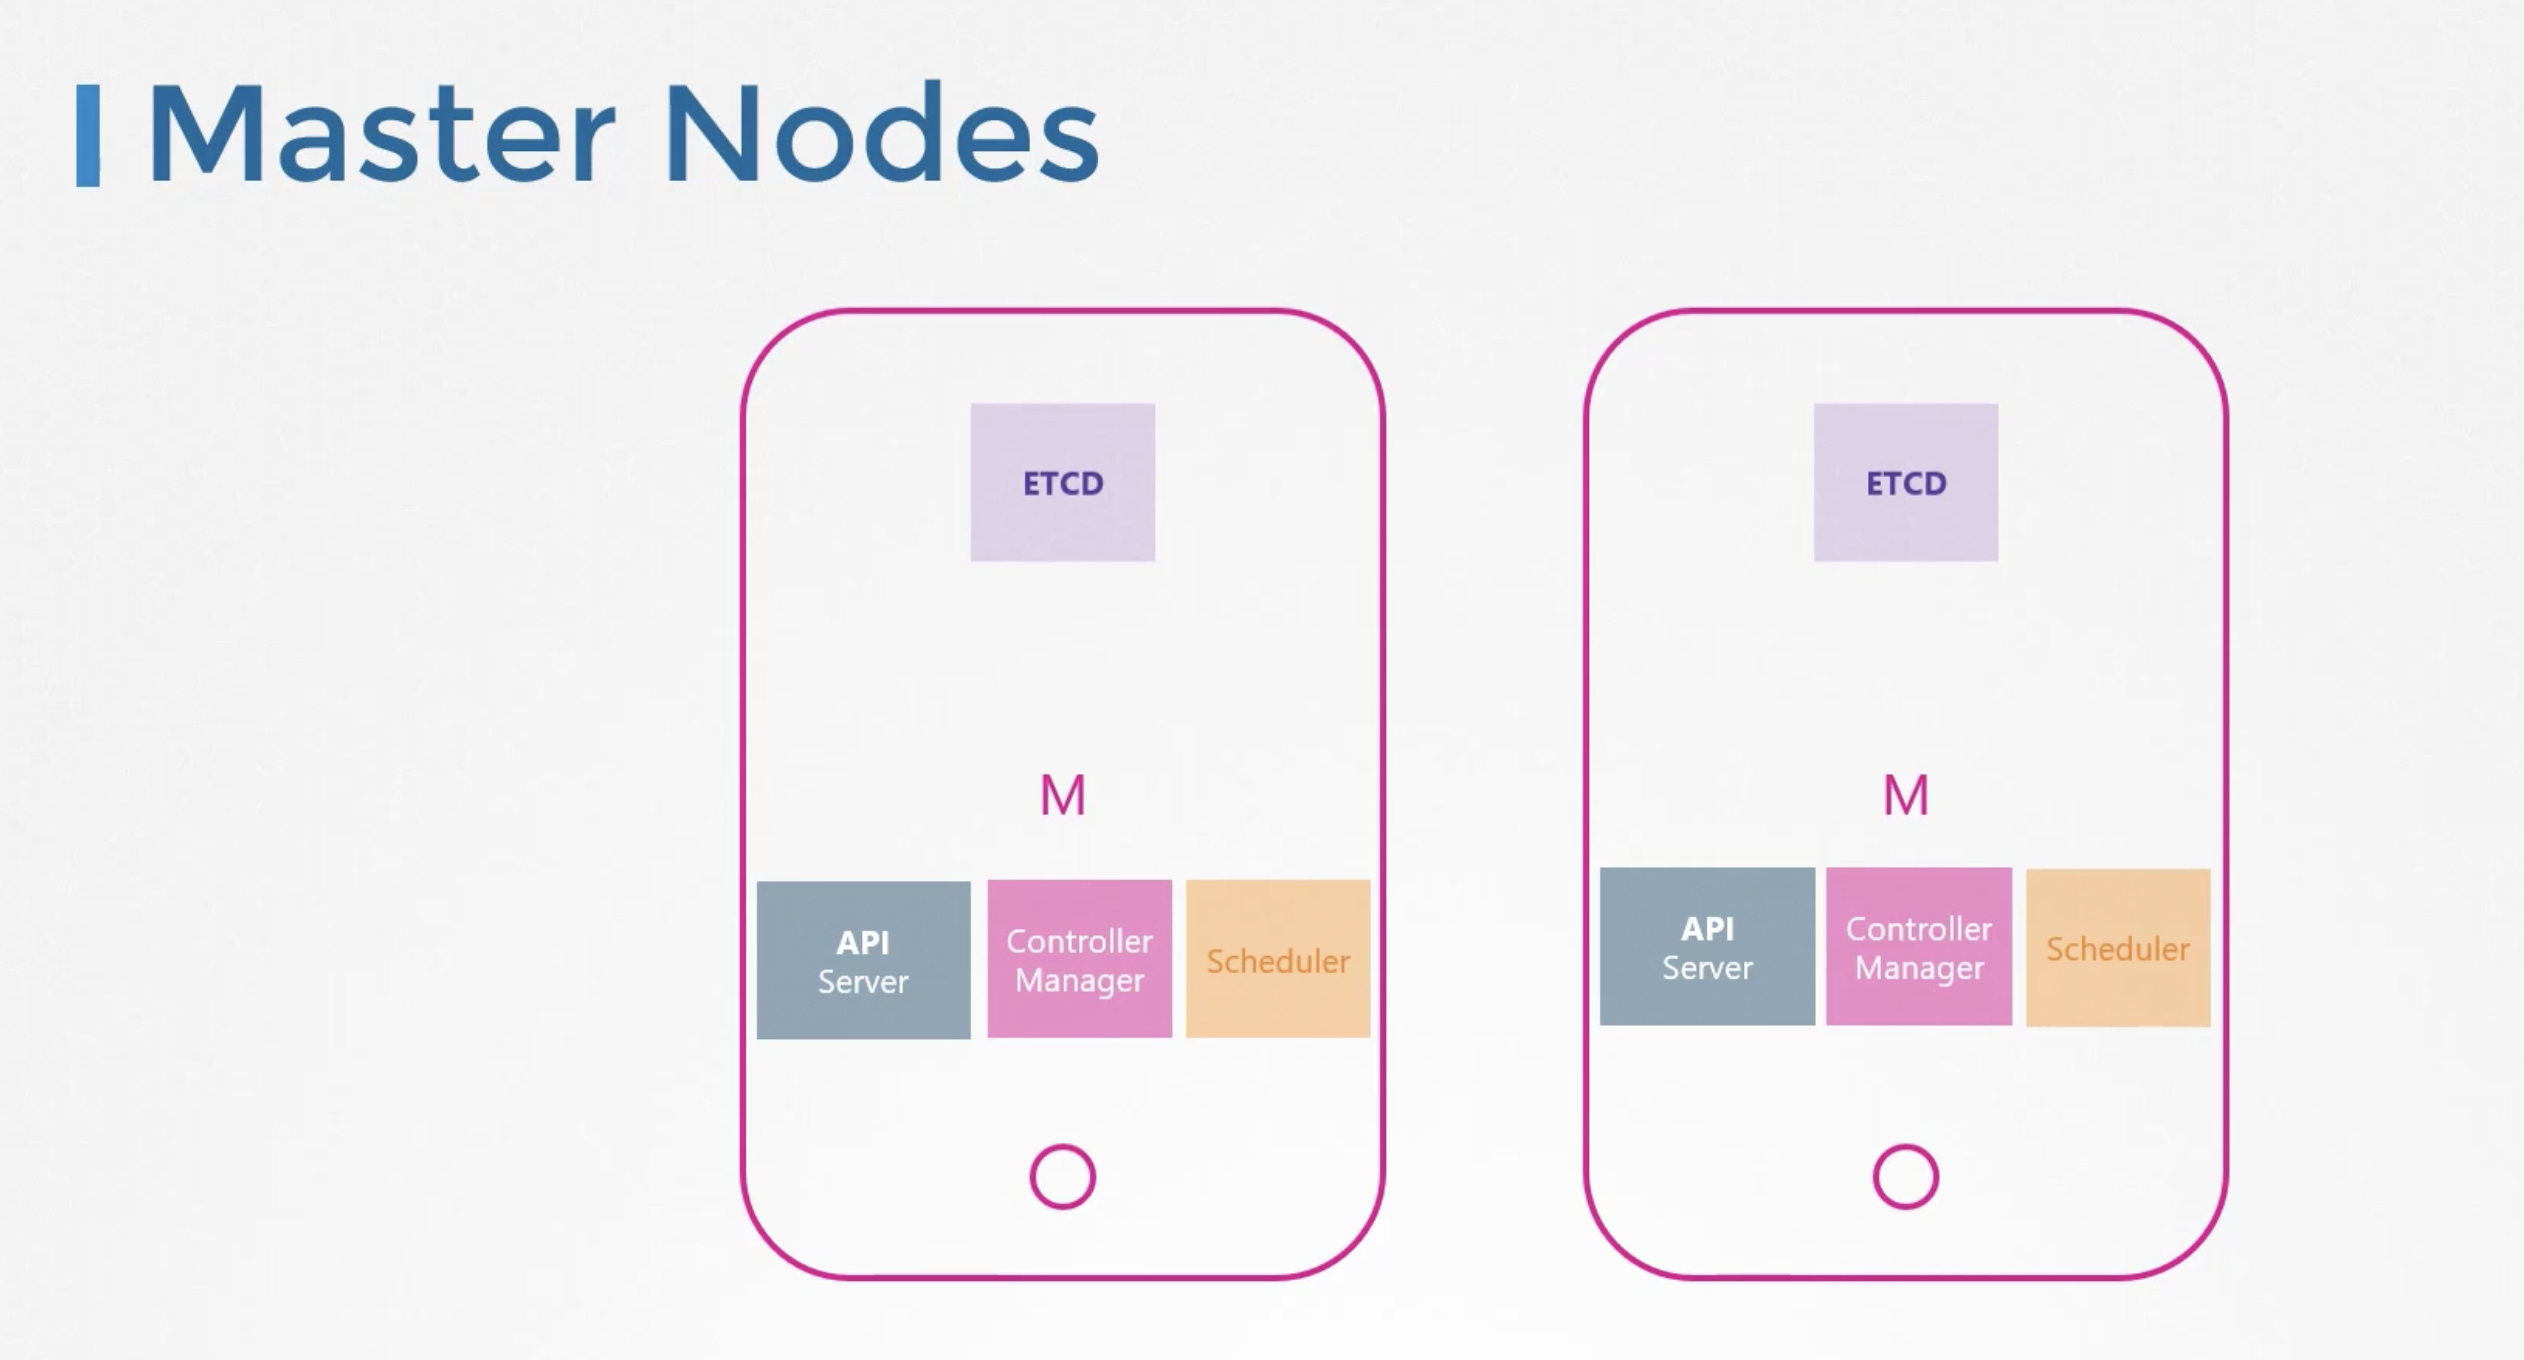 Master Nodes
ETCD
ETCD
M
M
API
Server
Controller
Manager
Scheduler
API
Server
Controller
Manager
Scheduler